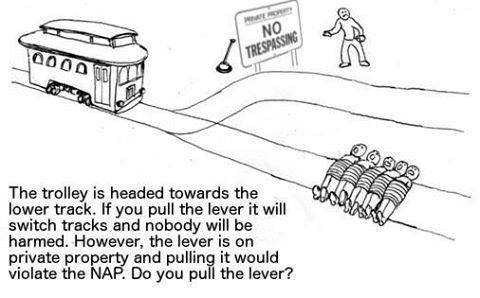 PRIVATE PROPERTY
NO
TRESPASSING
The trolley is headed towards the
lower track. If you pull the lever it will
switch tracks and nobody will be
harmed. However, the lever is on
private property and pulling it would
violate the NAP. Do you pull the lever?